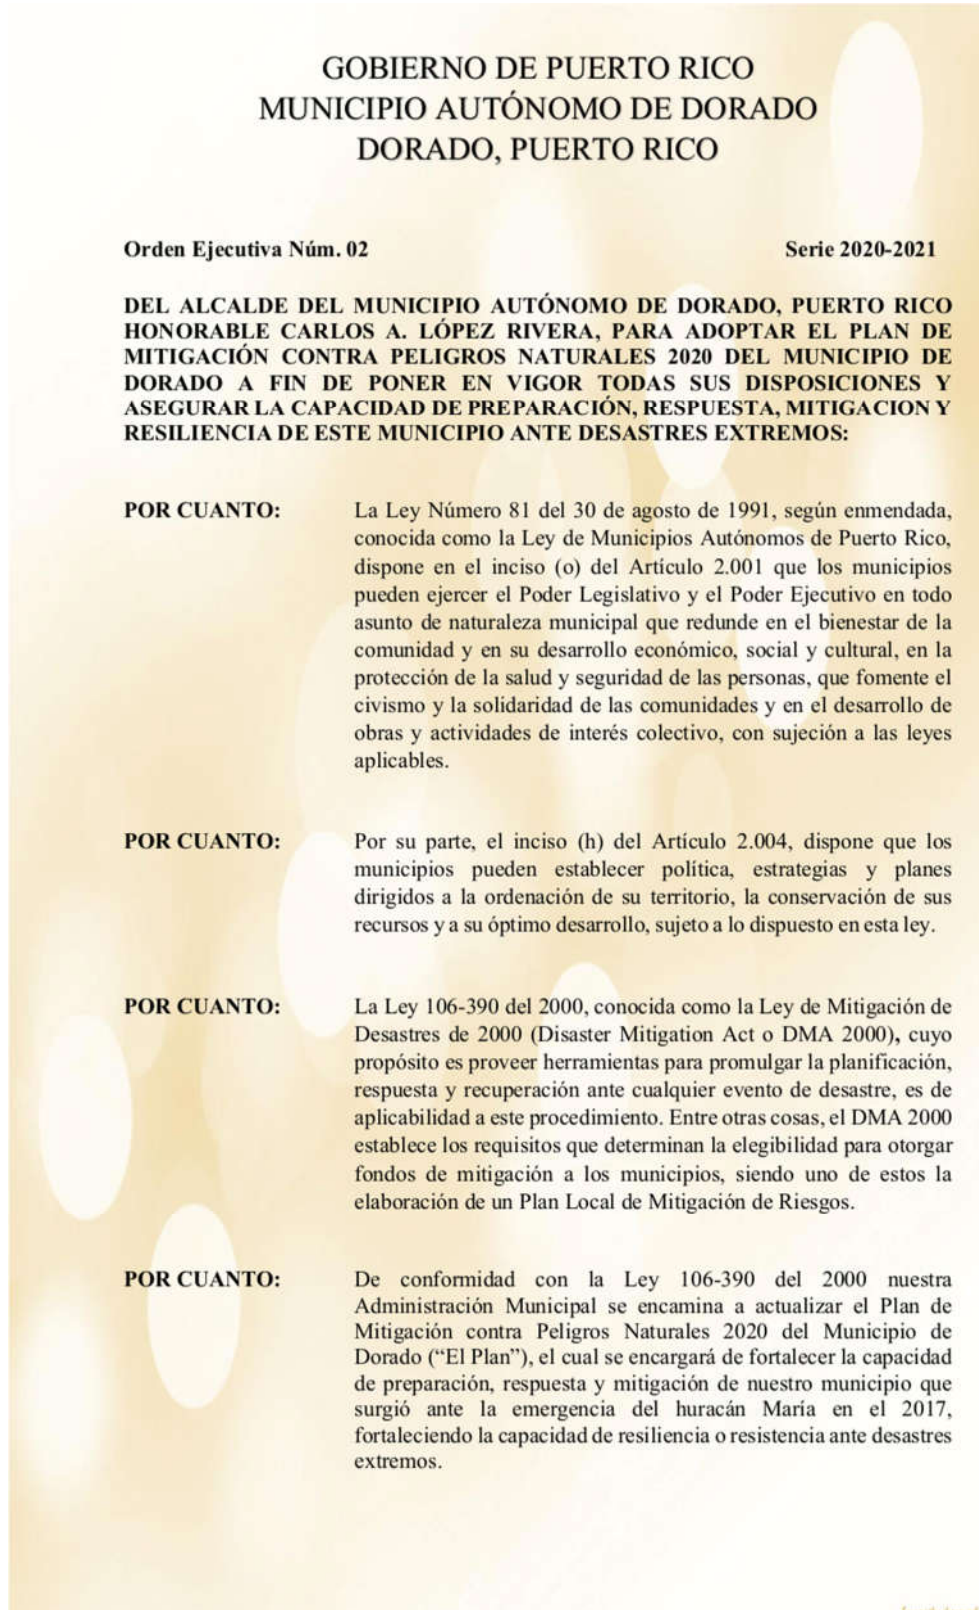 GOBIERNO DE PUERTO RICO
MUNICIPIO AUTÓNOMO DE DORADO
DORADO, PUERTO RICO
Orden Ejecutiva Núm. 02 Serie 2020-2021
DEL ALCALDE DEL MUNICIPIO AUTÓNOMO DE DORADO, PUERTO RICO
HONORABLE CARLOS A. LÓPEZ RIVERA, PARA ADOPTAR EL PLAN DE
MITIGACIÓN CONTRA PELIGROS NATURALES 2020 DEL MUNICIPIO DE
DORADO A FIN DE PONER EN VIGOR TODAS SUS DISPOSICIONES Y
ASEGURAR LA CAPACIDAD DE PREPARACIÓN, RESPUESTA, MITIGACION Y
RESILIENCIA DE ESTE MUNICIPIO ANTE DESASTRES EXTREMOS:
POR CUANTO: La Ley Número 81 del 30 de agosto de 1991, según enmendada,
conocida como la Ley de Municipios Autónomos de Puerto Rico,
dispone en el inciso (o) del Artículo 2.001 que los municipios
pueden ejercer el Poder Legislativo y el Poder Ejecutivo en todo
asunto de naturaleza municipal que redunde en el bienestar de la
comunidad y en su desarrollo económico, social y cultural, en la
protección de la salud y seguridad de las personas, que fomente el
civismo y la solidaridad de las comunidades y en el desarrollo de
obras y actividades de interés colectivo, con sujeción a las leyes
aplicables.
POR CUANTO: Por su parte, el inciso (h) del Artículo 2.004, dispone que los
municipios pueden establecer política, estrategias y planes
dirigidos a la ordenación de su territorio, la conservación de sus
recursos y a su óptimo desarrollo, sujeto a lo dispuesto en esta ley.
POR CUANTO: La Ley 106-390 del 2000, conocida como la Ley de Mitigación de
Desastres de 2000 (Disaster Mitigation Act o DMA 2000), cuyo
propósito es proveer herramientas para promulgar la planificación,
respuesta y recuperación ante cualquier evento de desastre, es de
aplicabilidad a este procedimiento. Entre otras cosas, el DMA 2000
establece los requisitos que determinan la elegibilidad para otorgar
fondos de mitigación a los municipios, siendo uno de estos la
elaboración de un Plan Local de Mitigación de Riesgos.
POR CUANTO: De conformidad con la Ley 106-390 del 2000 nuestra
Administración Municipal se encamina a actualizar el Plan de
Mitigación contra Peligros Naturales 2020 del Municipio de
Dorado (“El Plan”), el cual se encargará de fortalecer la capacidad
de preparación, respuesta y mitigación de nuestro municipio que
surgió ante la emergencia del huracán María en el 2017,
fortaleciendo la capacidad de resiliencia o resistencia ante desastres
extremos.